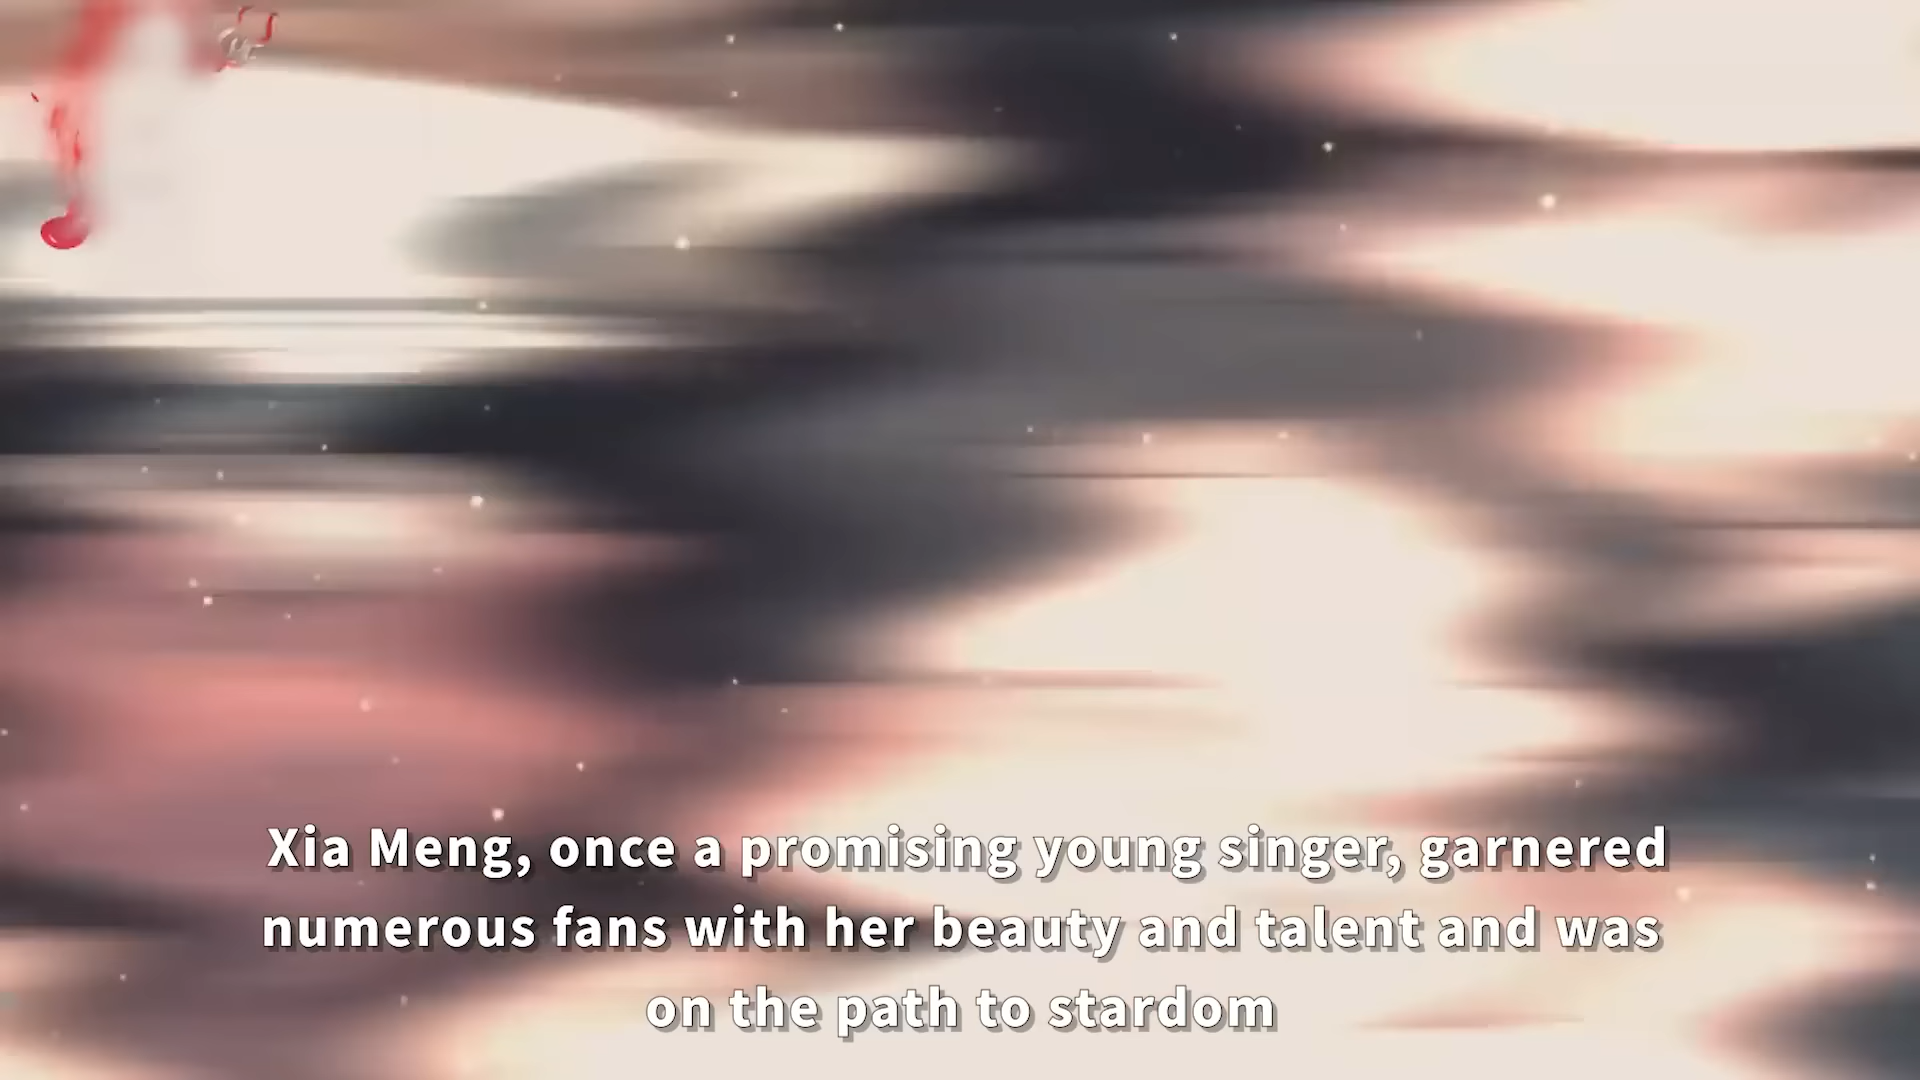 Xia Meng, once a promising young singer, garnered
numerous fans with her beauty and talent and was
on the path to stardom